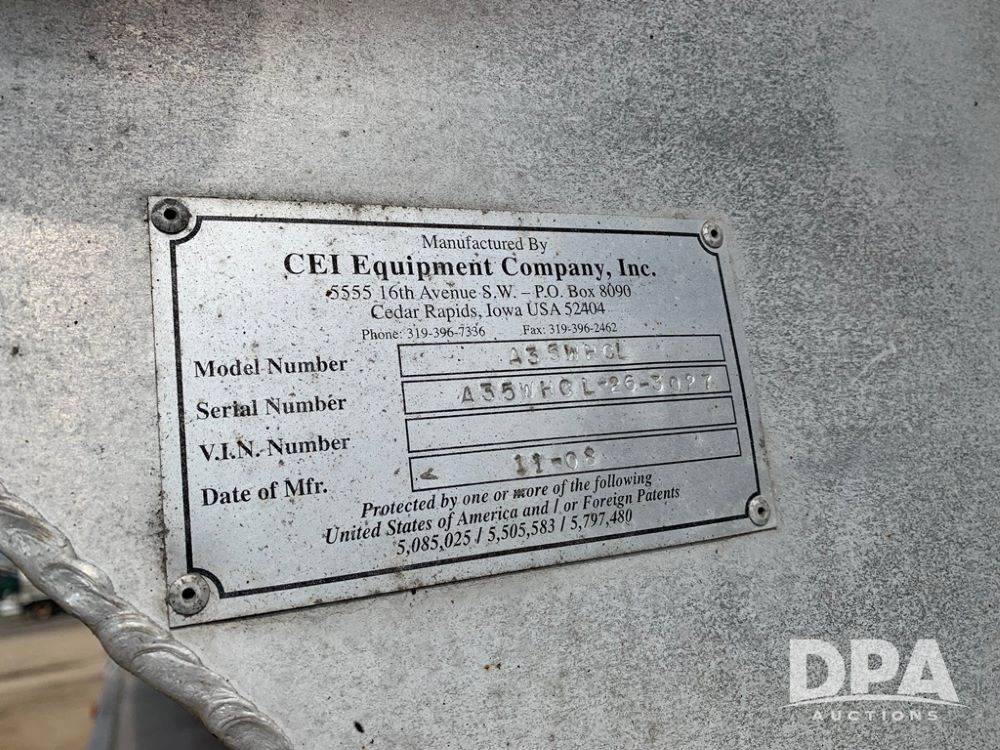 Manufactured By
CEI Equipment Company, Inc.
5555 16th Avenue S.W. – P.O. Box 8090
Cedar Rapids, Iowa USA 52404
Phone: 319-396-7336 Fax: 319-396-2462
Model Number A35WHCL
Serial Number
V.I.N. Number
Date of Mfr. 11-08
Protected by one or more of the following
United States of America and / or Foreign Patents
5,085,025 / 5,505,583 / 5,797,480
DPA
AUCTIONS